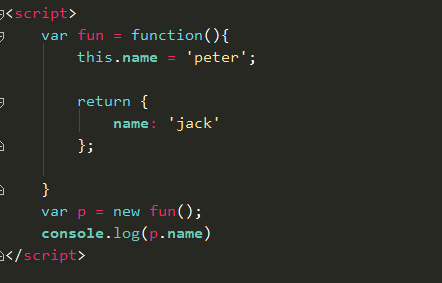 <script>
var fun = function(){
this.name = 'peter';
return {
name: 'jack'
};
}
var p = new fun();
console.log(p.name)
</script>